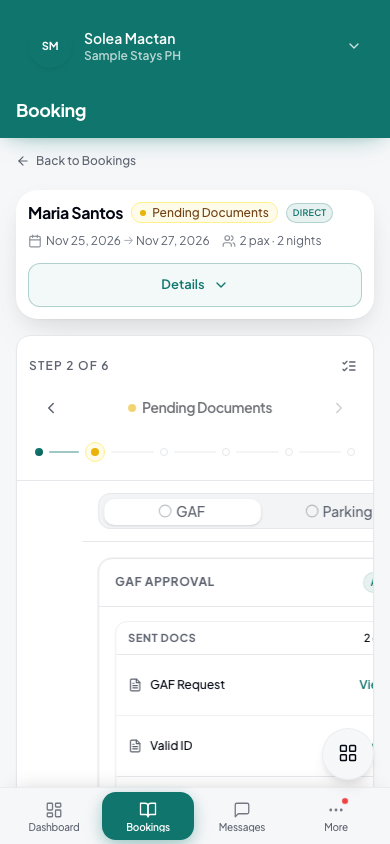 SM
Solea Mactan
Sample Stays PH
Booking
Back to Bookings
Maria Santos
Pending Documents
DIRECT
Nov 25, 2026 → Nov 27, 2026
2 pax · 2 nights
Details
STEP 2 OF 6
Pending Documents
GAF
Parking
GAF APPROVAL
SENT DOCS
2
GAF Request
Valid ID
Dashboard
Bookings
Messages
More